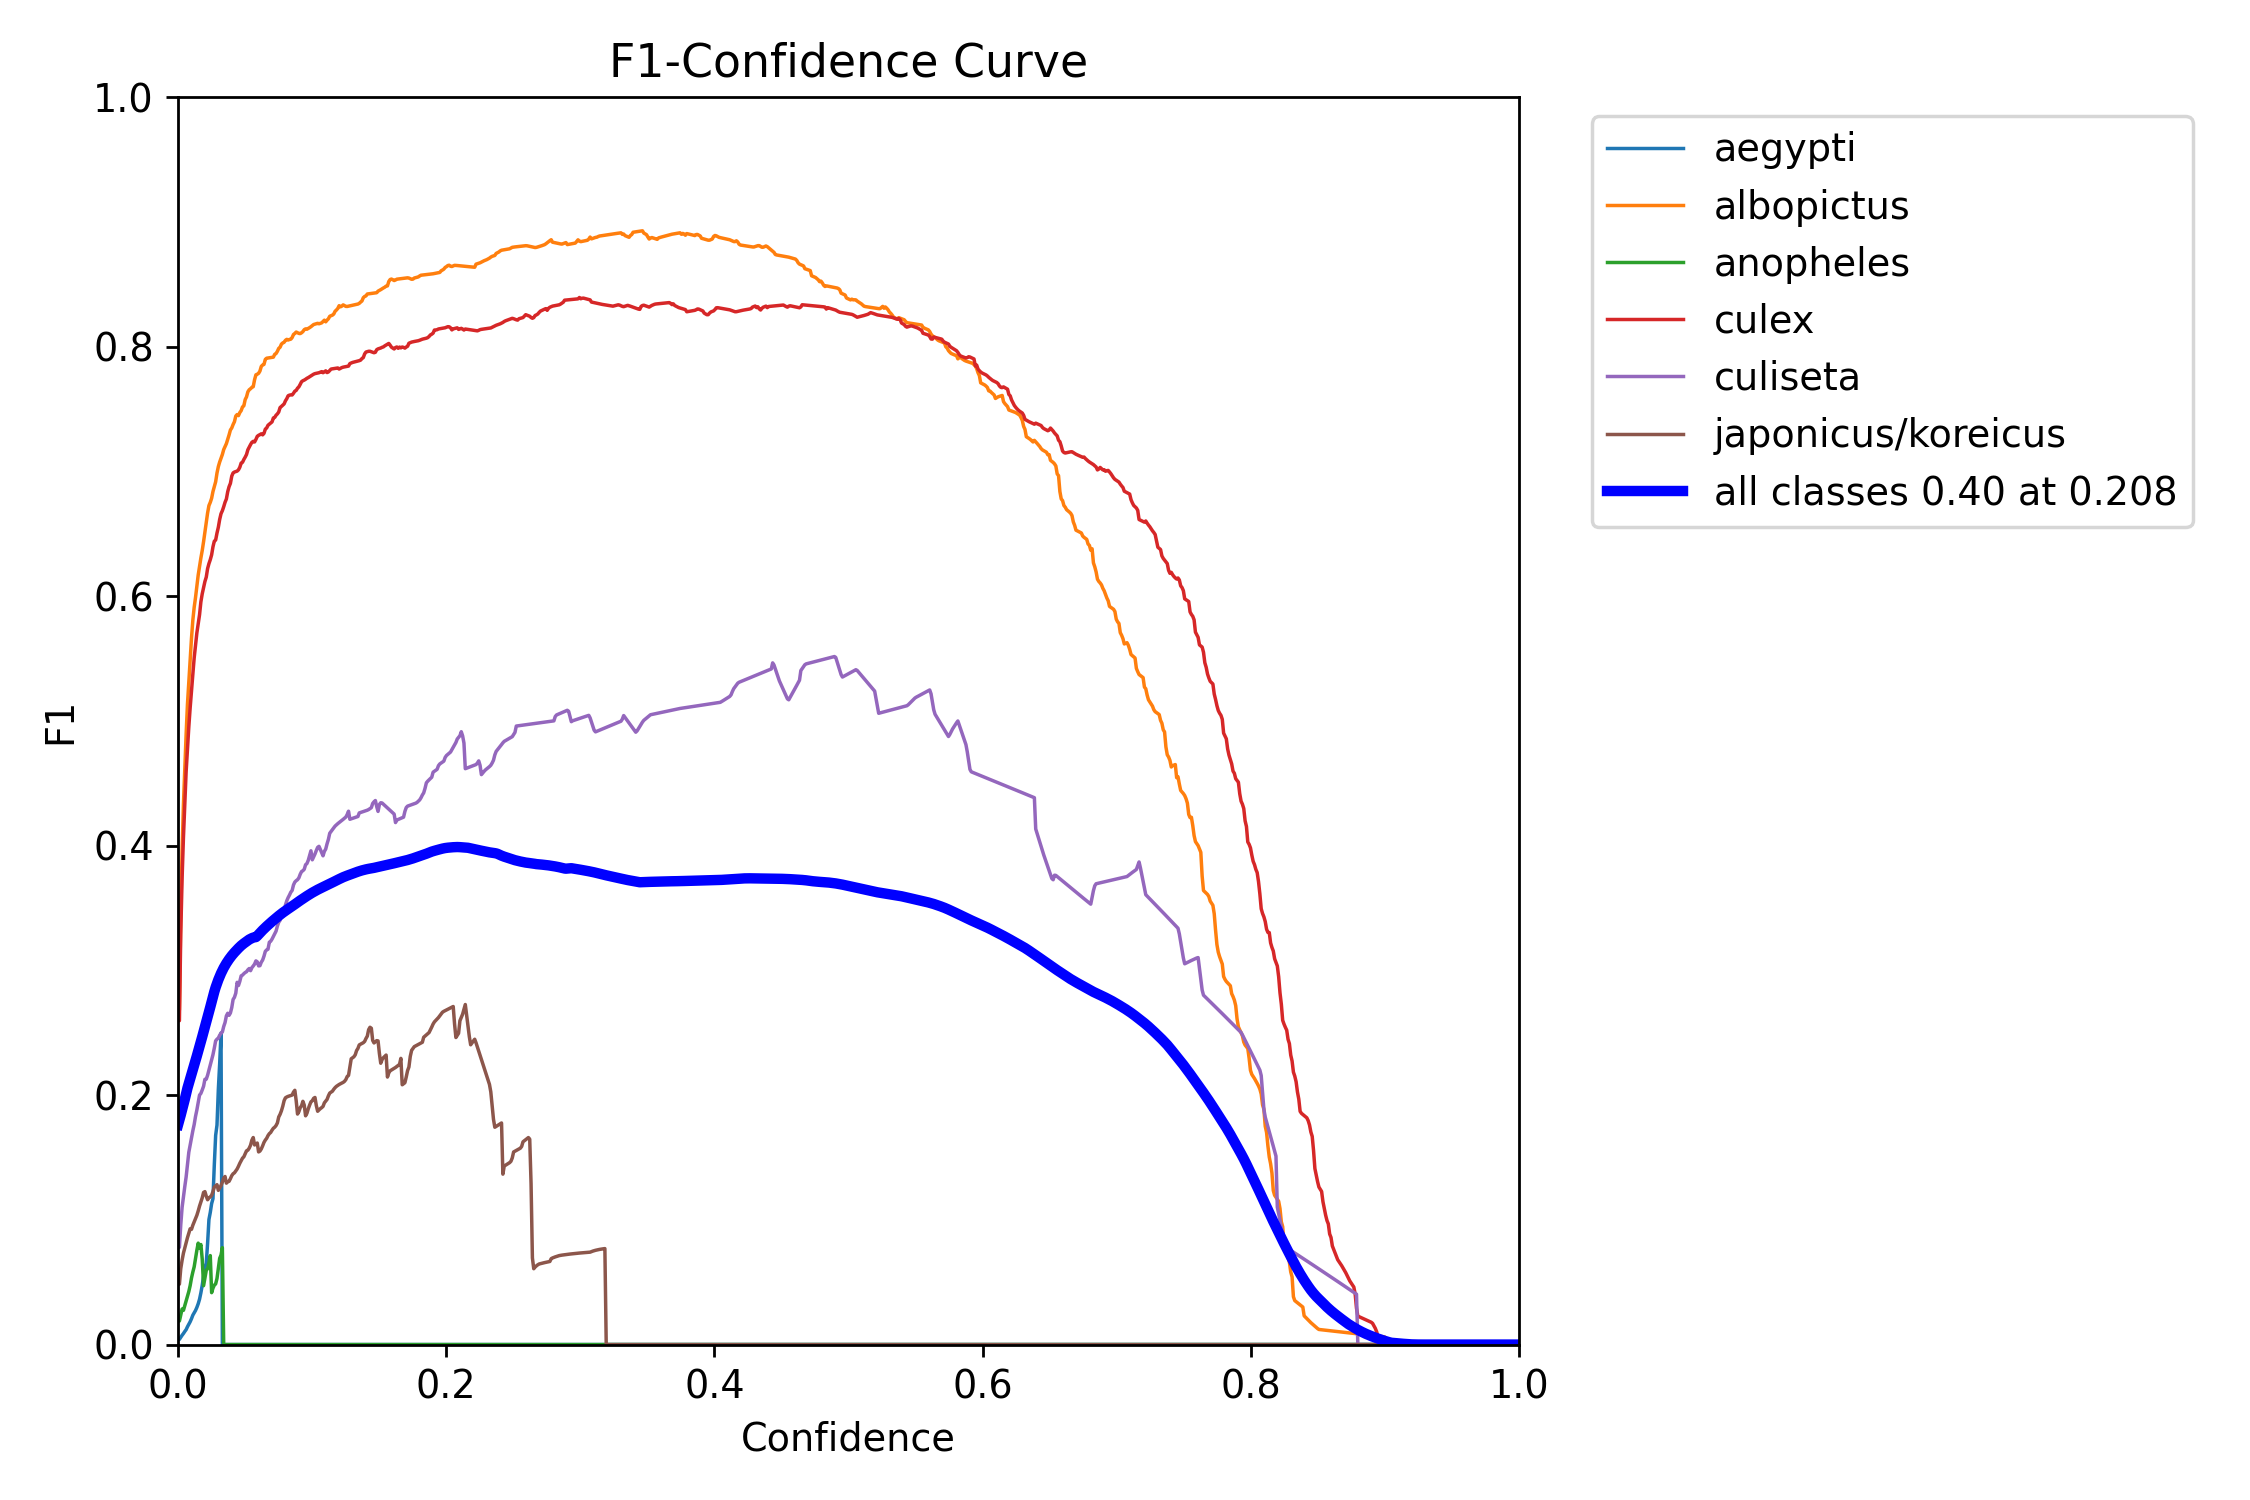 F1-Confidence Curve
1.0
0.8
0.6
0.4
0.2
0.0
F1
0.0 0.2 0.4 0.6 0.8 1.0
Confidence
aegypti
albopictus
anopheles
culex
culiseta
japonicus/koreicus
all classes 0.40 at 0.208